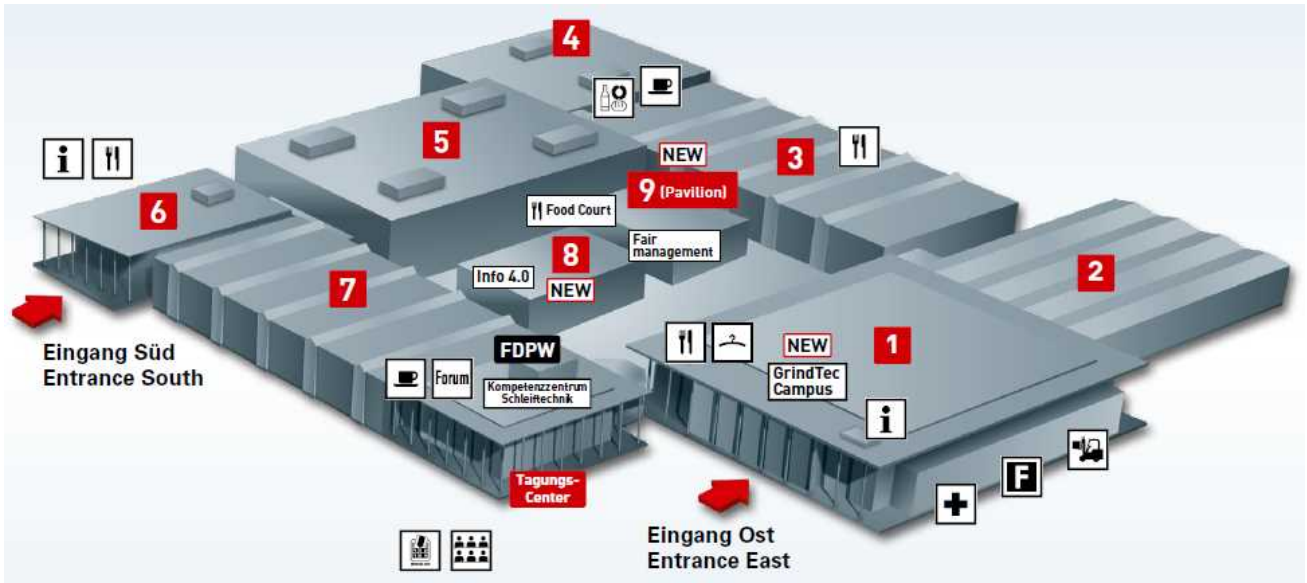 4
5
NEW
3
9 (Pavilion)
6
Food Court
Fair
management
8
Info 4.0
NEW
2
7
Eingang Süd
Entrance South
FDPW
NEW
1
GrindTec
Campus
Forum
Kompetenzzentrum
Schleiftechnik
i
i
Tagungs-
Center
F
Eingang Ost
Entrance East